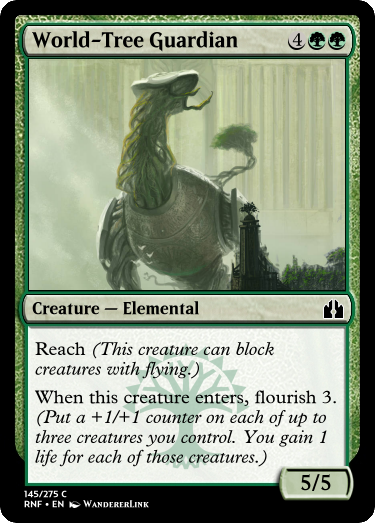 World-Tree Guardian 4
Creature — Elemental
Reach (This creature can block
creatures with flying.)
When this creature enters, flourish 3.
(Put a +1/+1 counter on each of up to
three creatures you control. You gain 1
life for each of those creatures.)
5/5
145/275 C
RNF • EN WandererLink